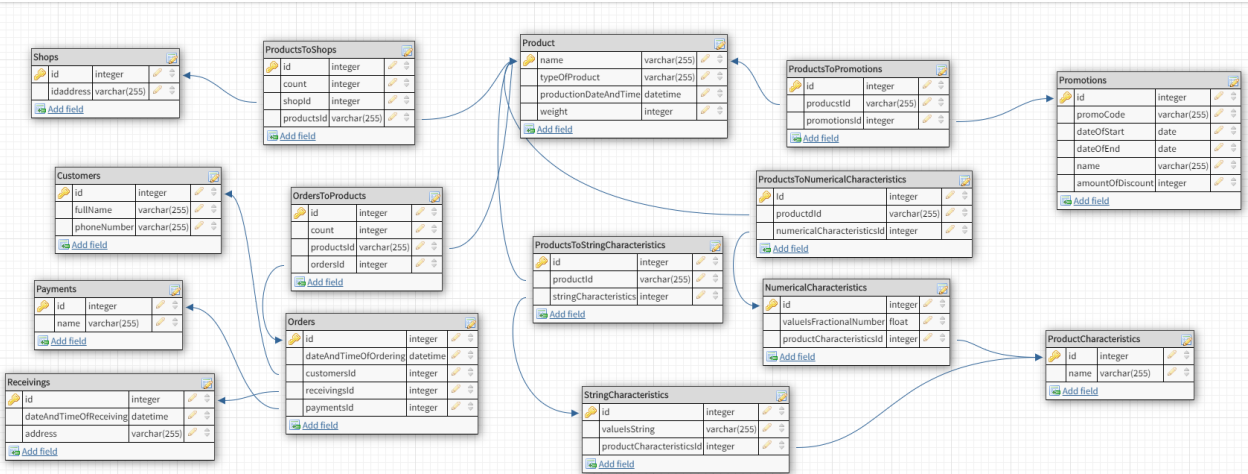 Shops
id integer
idaddress varchar(255)
Add field
ProductsToShops
id integer
count integer
shopId integer
productsId varchar(255)
Add field
Product
name varchar(255)
typeOfProduct varchar(255)
productionDateAndTime datetime
weight integer
Add field
ProductsToPromotions
id integer
producstId varchar(255)
promotionsId integer
Add field
Promotions
id integer
promoCode varchar(255)
dateOfStart date
dateOfEnd date
name varchar(255)
amountOfDiscount integer
Add field
Customers
id integer
fullName varchar(255)
phoneNumber varchar(255)
Add field
OrdersToProducts
id integer
count integer
productsId varchar(255)
ordersId integer
Add field
ProductsToNumericalCharacteristics
Id integer
productdId varchar(255)
numericalCharacteristicsId integer
Add field
ProductsToStringCharacteristics
id integer
productId varchar(255)
stringCharacteristics integer
Add field
Payments
id integer
name varchar(255)
Add field
NumericalCharacteristics
id integer
valueIsFractionalNumber float
productCharacteristicsId integer
Add field
Orders
id integer
dateAndTimeOfOrdering datetime
customersId integer
receivingsId integer
paymentsId integer
Add field
ProductCharacteristics
id integer
name varchar(255)
Add field
Receivings
id integer
dateAndTimeOfReceiving datetime
address varchar(255)
Add field
StringCharacteristics
id integer
valueIsString varchar(255)
productCharacteristicsId integer
Add field